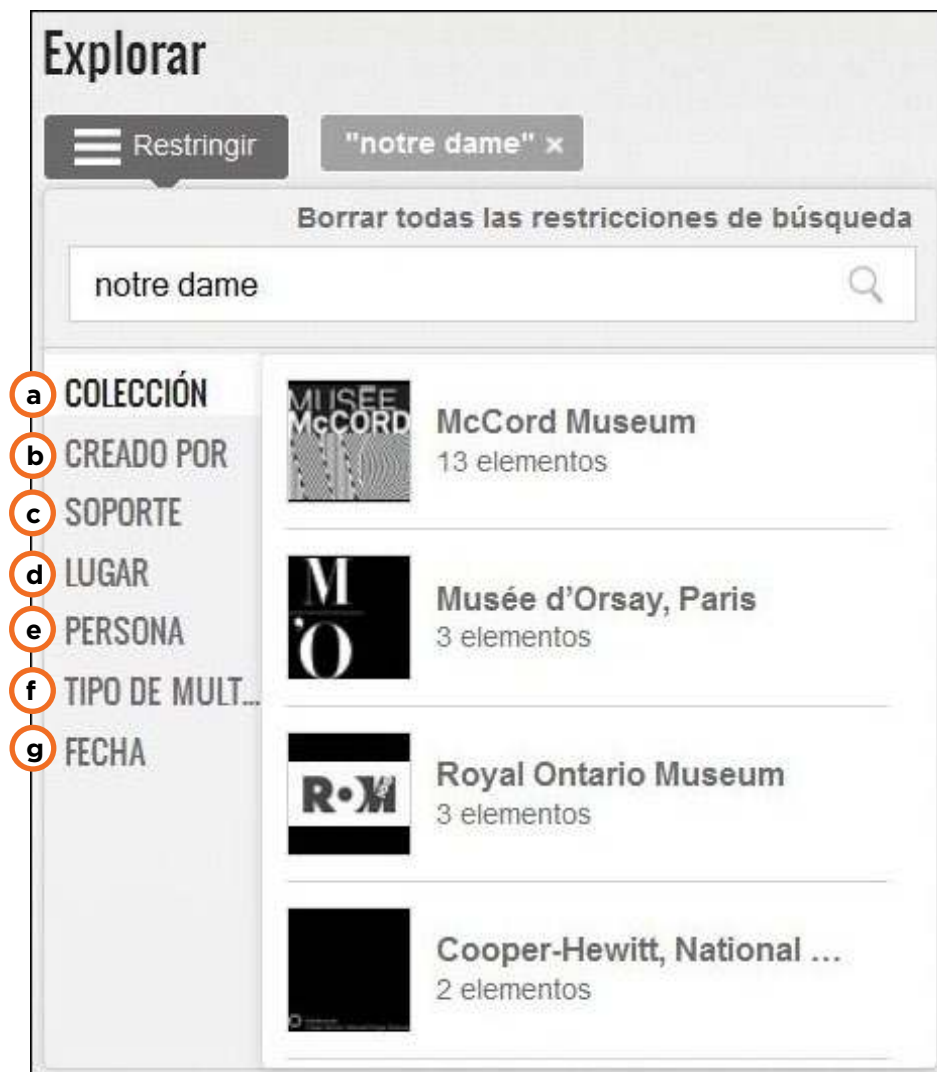 Explorar
Restringir
"notre dame" ×
Borrar todas las restricciones de búsqueda
notre dame
a COLECCIÓN
b CREADO POR
c SOPORTE
d LUGAR
e PERSONA
f TIPO DE MULT...
g FECHA
MUSÉE
McCORD
McCord Museum
13 elementos
M
'O
Musée d'Orsay, Paris
3 elementos
ROM
Royal Ontario Museum
3 elementos
Cooper-Hewitt, National ...
2 elementos